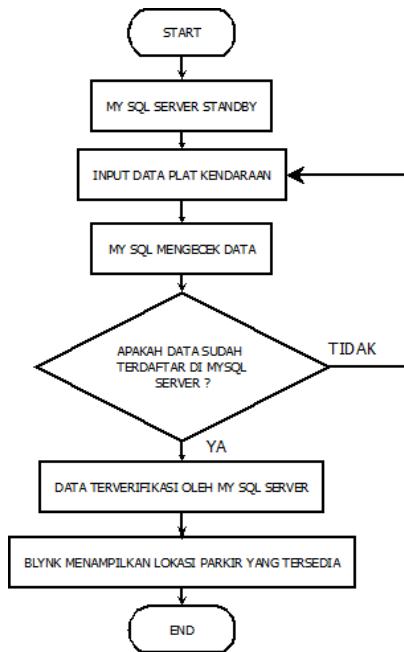 START
MY SQL SERVER STANDBY
INPUT DATA PLAT KENDARAAN
MY SQL MENGECEK DATA
APAKAH DATA SUDAH
TERDAFTAR DI MYSQL
SERVER ?
TIDAK
YA
DATA TERVERIFIKASI OLEH MY SQL SERVER
BLYNK MENAMPILKAN LOKASI PARKIR YANG TERSEDIA
END